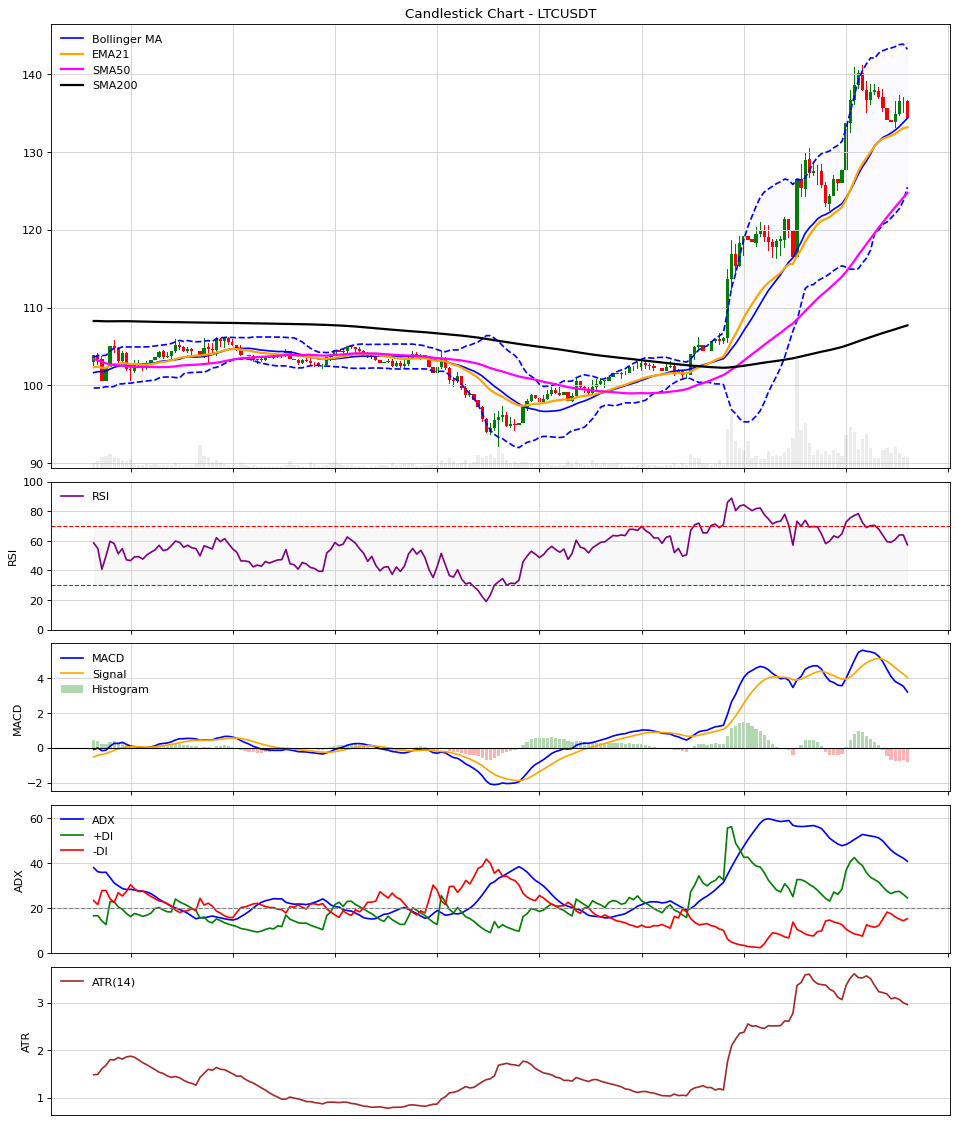 Candlestick Chart - LTCUSDT
Bollinger MA
EMA21
SMA50
SMA200
140
130
120
110
100
90
100
80
60
40
20
0
RSI
RSI
MACD
Signal
Histogram
4
2
0
−2
MACD
ADX
+DI
-DI
60
40
20
0
ADX
ATR(14)
3
2
1
ATR